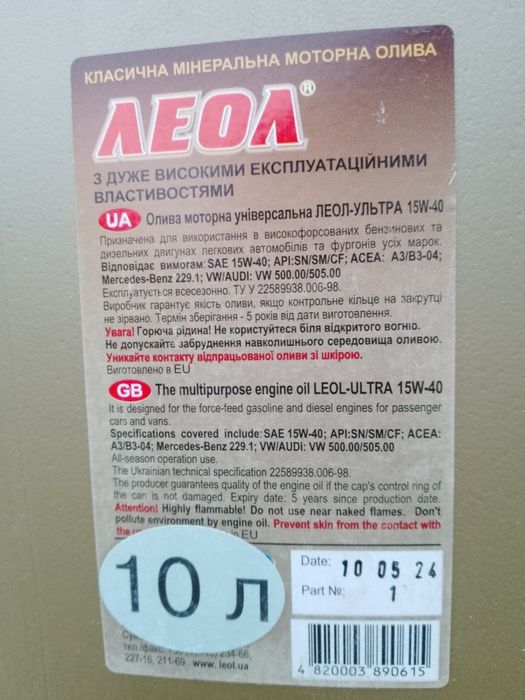 КЛАСИЧНА МІНЕРАЛЬНА МОТОРНА ОЛИВА
ЛЕОЛ®
З ДУЖЕ ВИСОКИМИ ЕКСПЛУАТАЦІЙНИМИ
ВЛАСТИВОСТЯМИ
UA Олива моторна універсальна ЛЕОЛ-УЛЬТРА 15W-40
Призначена для використання в високофорсованих бензинових та
дизельних двигунах легкових автомобілів та фургонів усіх марок.
Відповідає вимогам: SAE 15W-40; API:SN/SM/CF; ACEA: A3/B3-04;
Mercedes-Benz 229.1; VW/AUDI: VW 500.00/505.00
Експлуатується всесезонно. ТУ У 22589938.006-98.
Виробник гарантує якість оливи, якщо контрольне кільце на закрутці
не зірвано. Термін зберігання - 5 років від дати виготовлення.
Увага! Горюча рідина! Не користуйтеся біля відкритого вогню.
Не допускайте забруднення навколишнього середовища оливою.
Уникайте контакту відпрацьованої оливи зі шкірою.
Виготовлено в EU
GB The multipurpose engine oil LEOL-ULTRA 15W-40
It is designed for the force-feed gasoline and diesel engines for passenger
cars and vans.
Specifications covered include: SAE 15W-40; API:SN/SM/CF; ACEA:
A3/B3-04; Mercedes-Benz 229.1; VW/AUDI: VW 500.00/505.00
All-season operation use.
The Ukrainian technical specification 22589938.006-98.
The producer guarantees quality of the engine oil if the cap's control ring of
the can is not damaged. Expiry date: 5 years since production date.
Attention! Highly flammable! Do not use near naked flames. Don't
pollute environment by engine oil. Prevent skin from the contact with
the EU
10 л
Date: 10 05 24
Part №: 1
тел./факс: 234-66,
227-16, 211-69 www.leol.ua
4 820003 890615